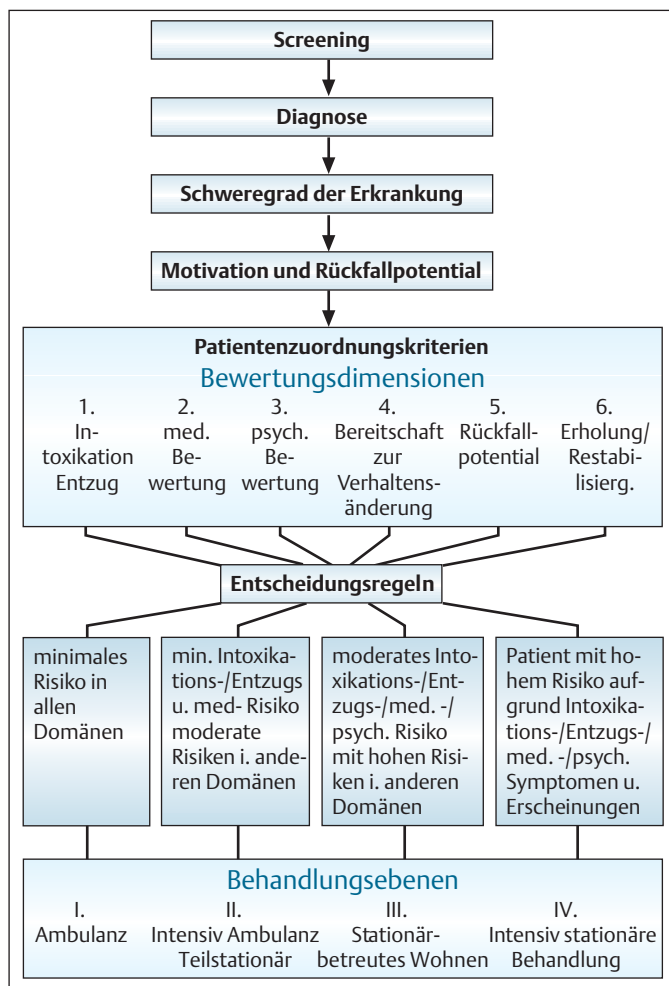 Screening
Diagnose
Schweregrad der Erkrankung
Motivation und Rückfallpotential
Patientenzuordnungskriterien
Bewertungsdimensionen
1.
In-
toxikation
Entzug
2.
med.
Be-
wertung
3.
psych.
Be-
wertung
4.
Bereitschaft
zur
Verhaltens-
änderung
5.
Rückfall-
potential
6.
Erholung/
Restabi-
lisierg.
Entscheidungsregeln
minimales
Risiko in
allen
Domänen
min. Intoxika-
tions-/Entzugs
u. med- Risiko
moderate
Risiken i. ande-
ren Domänen
moderates Into-
xikations-/Ent-
zugs-/med. -/
psych. Risiko
mit hohen Risi-
ken i. anderen
Domänen
Patient mit ho-
hem Risiko auf-
grund Intoxika-
tions-/Entzugs-/
med. -/psych.
Symptomen u.
Erscheinungen
Behandlungsebenen
I.
Ambulanz
II.
Intensiv Ambulanz
Teilstationär
III.
Stationär-
betreutes Wohnen
IV.
Intensiv stationäre
Behandlung